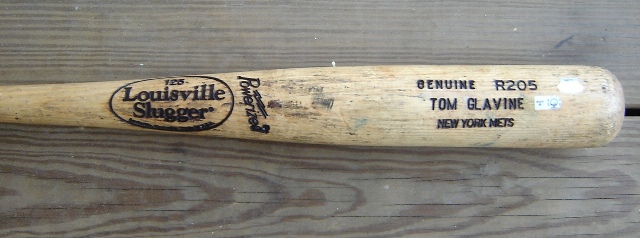 125
Louisville
Slugger
Powerized
GENUINE R205
TOM GLAVINE
NEW YORK METS